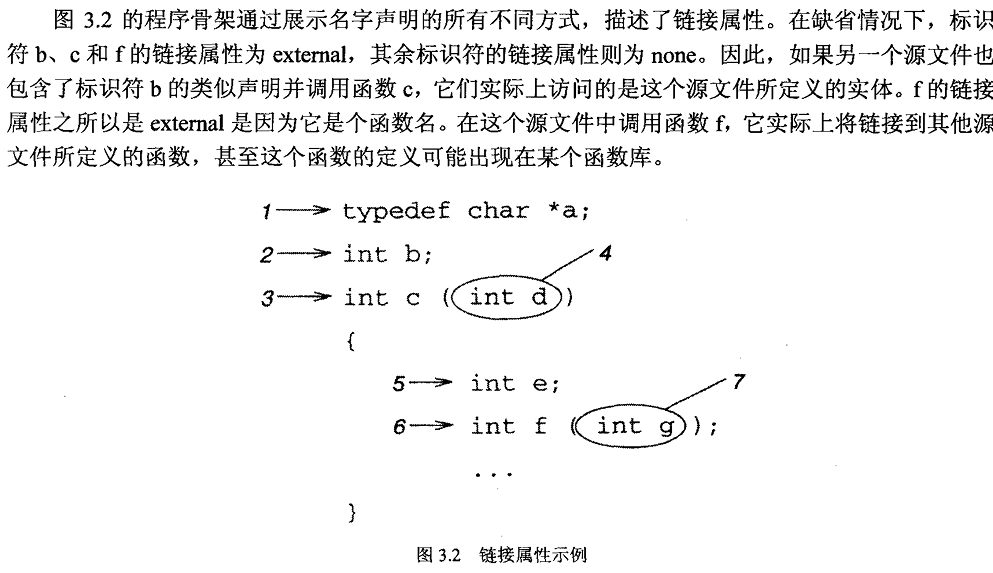 图 3.2 的程序骨架通过展示名字声明的所有不同方式，描述了链接属性。在缺省情况下，标识
符 b、c 和 f 的链接属性为 external，其余标识符的链接属性则为 none。因此，如果另一个源文件也
包含了标识符 b 的类似声明并调用函数 c，它们实际上访问的是这个源文件所定义的实体。f 的链接
属性之所以是 external 是因为它是个函数名。在这个源文件中调用函数 f，它实际上将链接到其他源
文件所定义的函数，甚至这个函数的定义可能出现在某个函数库。
1 typedef char *a;
2 int b; 4
3 int c ( int d )
{
5 int e; 7
6 int f ( int g );
...
}
图 3.2 链接属性示例